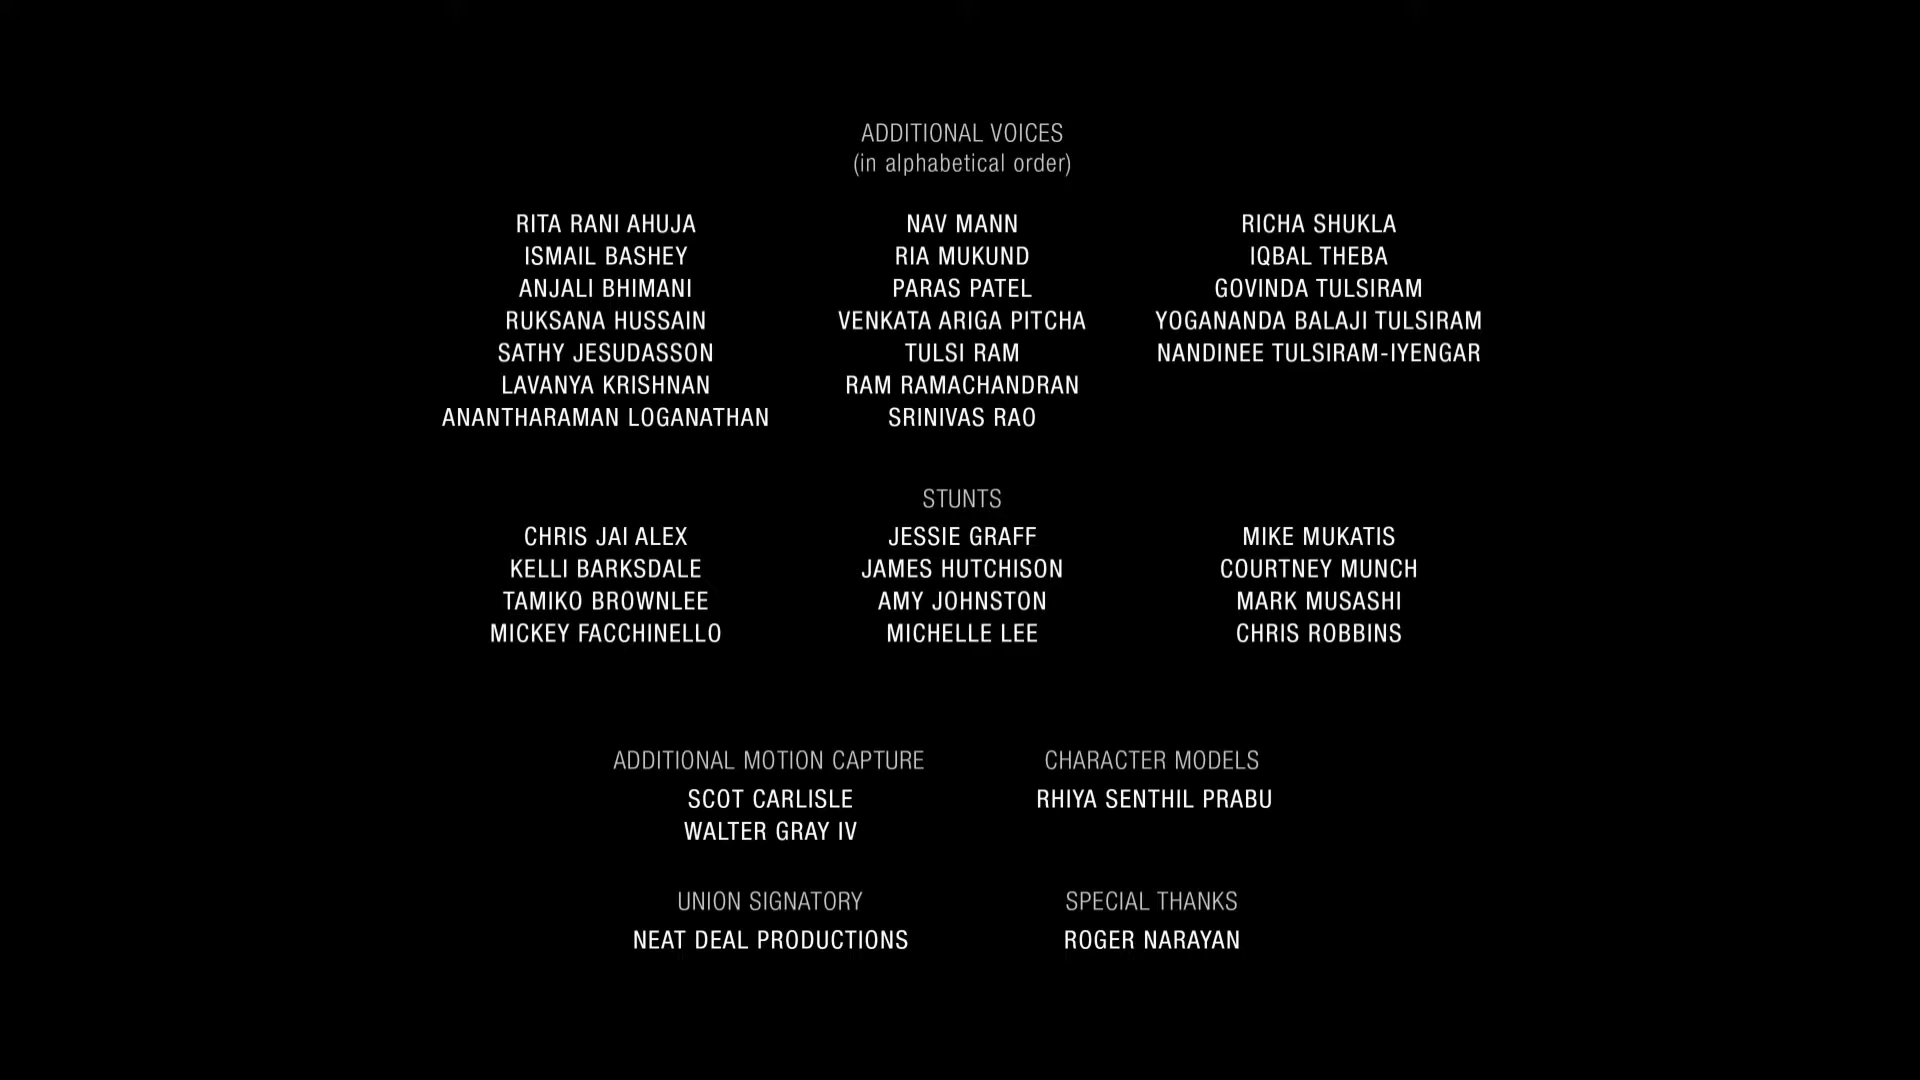 ADDITIONAL VOICES
(in alphabetical order)
RITA RANI AHUJA
ISMAIL BASHEY
ANJALI BHIMANI
RUKSANA HUSSAIN
SATHY JESUDASSON
LAVANYA KRISHNAN
ANANTHARAMAN LOGANATHAN
NAV MANN
RIA MUKUND
PARAS PATEL
VENKATA ARIGA PITCHA
TULSI RAM
RAM RAMACHANDRAN
SRINIVAS RAO
RICHA SHUKLA
IQBAL THEBA
GOVINDA TULSIRAM
YOGANANDA BALAJI TULSIRAM
NANDINEE TULSIRAM-IYENGAR
STUNTS
CHRIS JAI ALEX
KELLI BARKSDALE
TAMIKO BROWNLEE
MICKEY FACCHINELLO
JESSIE GRAFF
JAMES HUTCHISON
AMY JOHNSTON
MICHELLE LEE
MIKE MUKATIS
COURTNEY MUNCH
MARK MUSASHI
CHRIS ROBBINS
ADDITIONAL MOTION CAPTURE
SCOT CARLISLE
WALTER GRAY IV
CHARACTER MODELS
RHIYA SENTHIL PRABU
UNION SIGNATORY
NEAT DEAL PRODUCTIONS
SPECIAL THANKS
ROGER NARAYAN